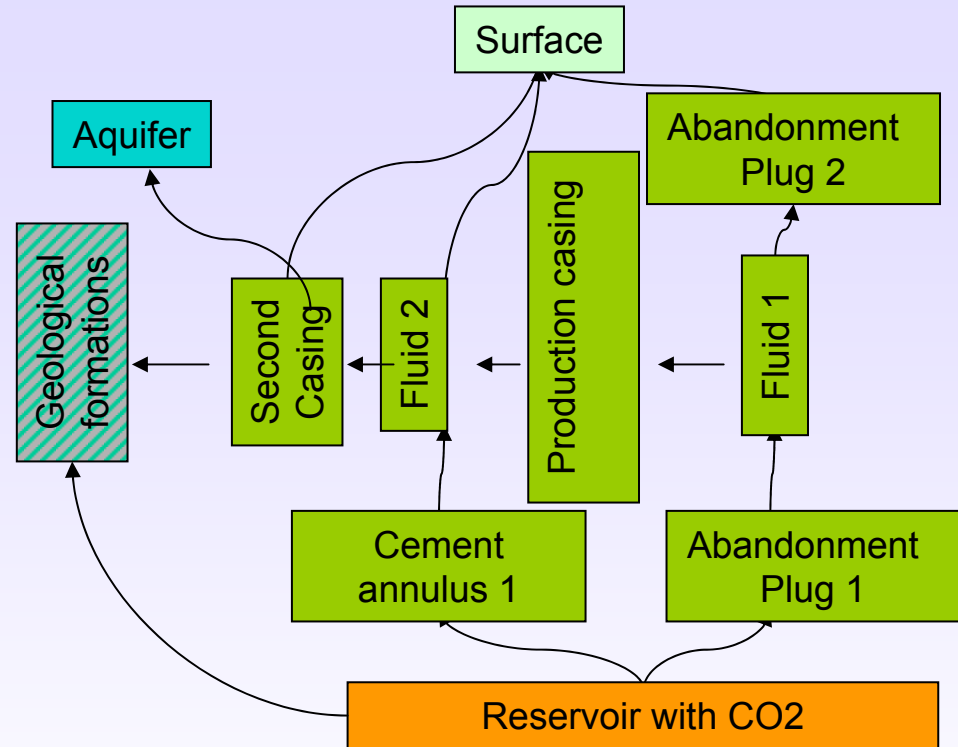 Surface
Aquifer
Abandonment
Plug 2
Geological
formations
Second
Casing
Fluid 2
Production casing
Fluid 1
Cement
annulus 1
Abandonment
Plug 1
Reservoir with CO2